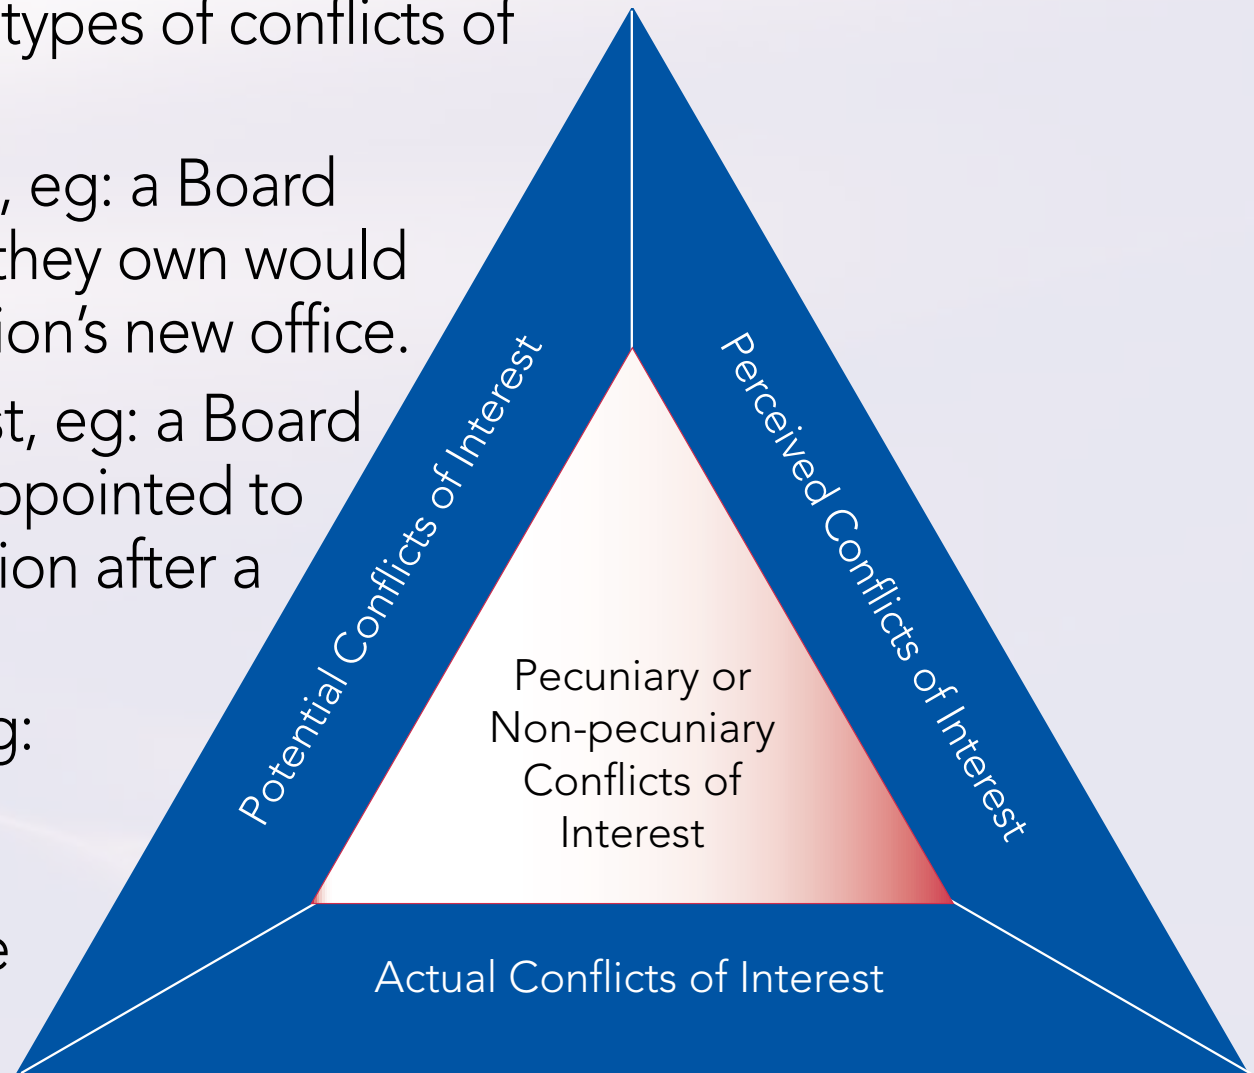 types of conflicts of
, eg: a Board
they own would
ion's new office.
st, eg: a Board
ppointed to
ion after a
g:
e
Potential Conflicts of Interest
Perceived Conflicts of Interest
Pecuniary or
Non-pecuniary
Conflicts of
Interest
Actual Conflicts of Interest